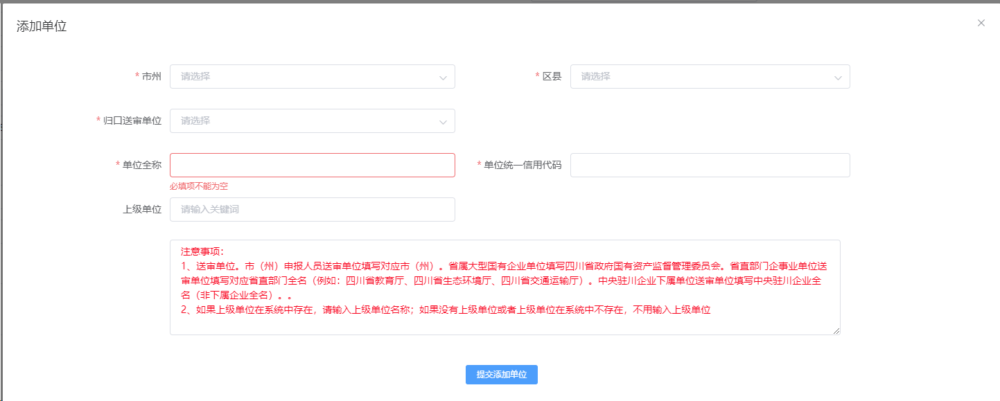 添加单位
* 市州 请选择 * 区县 请选择
* 归口送审单位 请选择
* 单位全称 * 单位统一信用代码
必填项不能为空
上级单位 请输入关键词
注意事项：
1、送审单位。市（州）申报人员送审单位填写对应市（州）。省属大型国有企业单位填写四川省政府国有资产监督管理委员会。省直部门企事业单位送
审单位填写对应省直部门全名（例如：四川省教育厅、四川省生态环境厅、四川省交通运输厅）。中央驻川企业下属单位送审单位填写中央驻川企业全
名（非下属企业全名）。。
2、如果上级单位在系统中存在，请输入上级单位名称；如果没有上级单位或者上级单位在系统中不存在，不用输入上级单位
提交添加单位